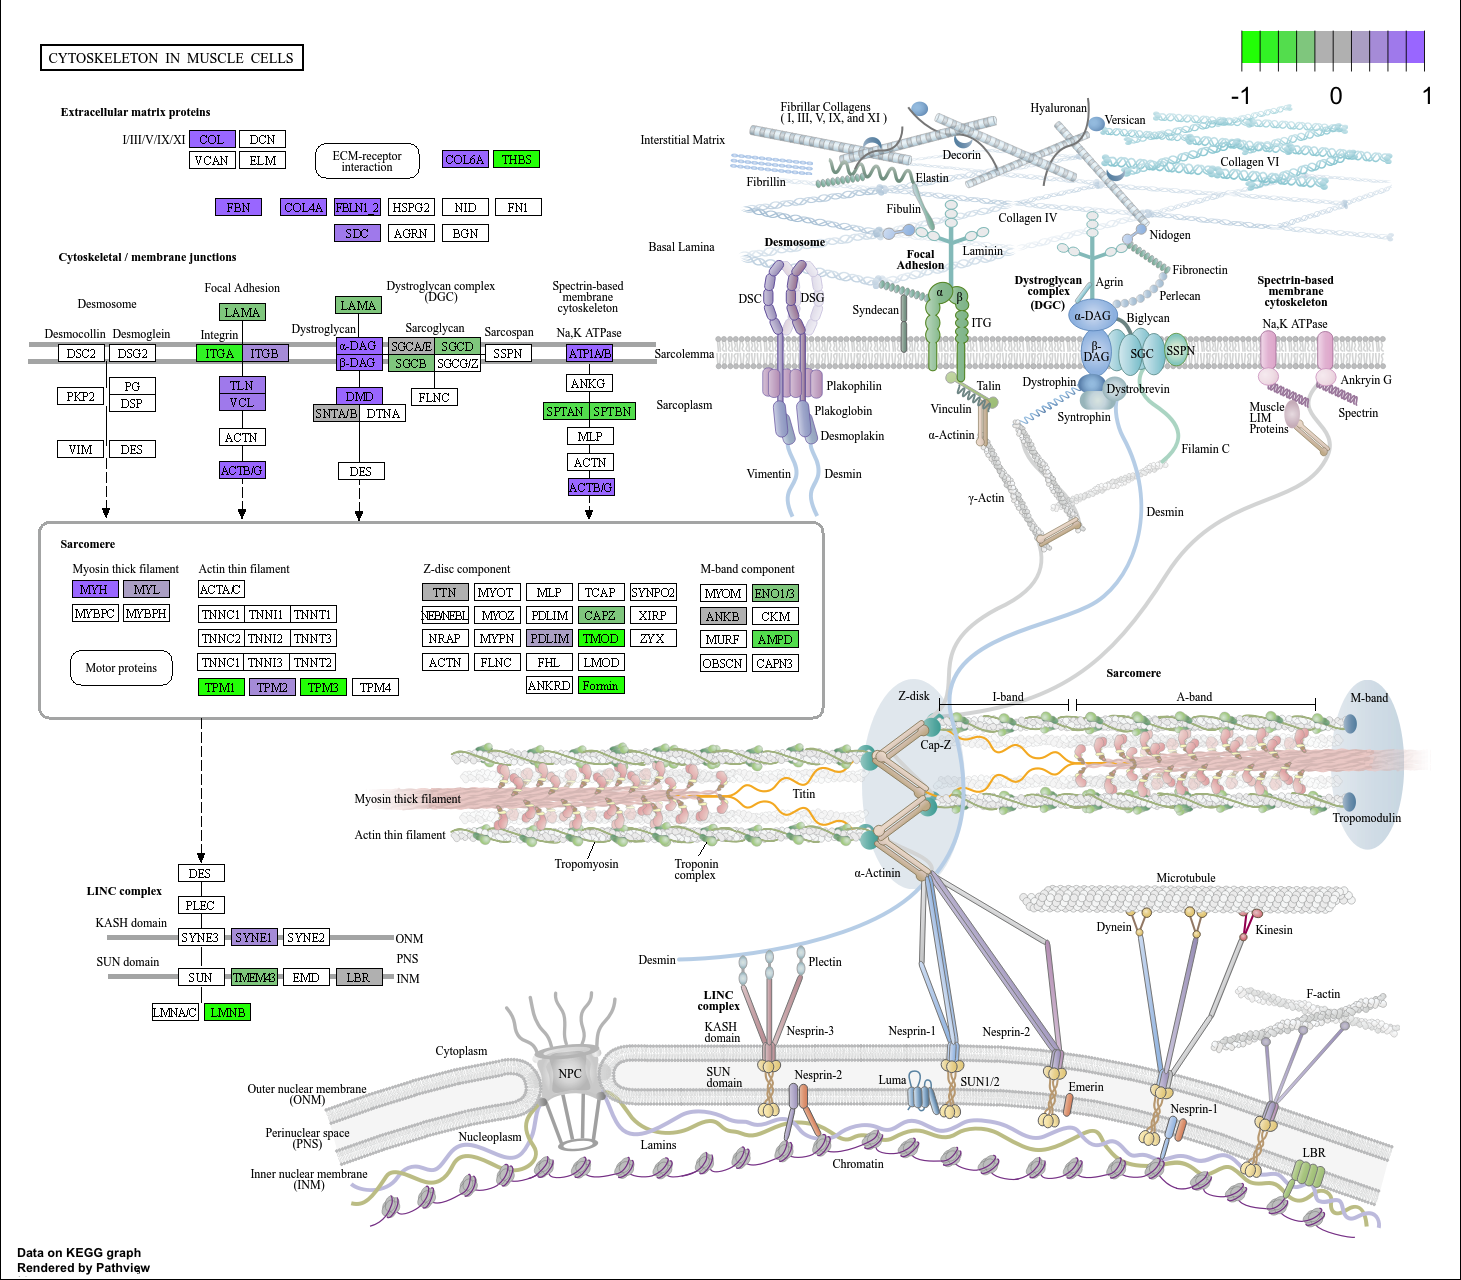 CYTOSKELETON IN MUSCLE CELLS
-1 0 1
Extracellular matrix proteins
I/III/V/IX/XI COL DCN
VCAN ELM
ECM-receptor
interaction
COL6A THBS
FBN COL4A FBLN1_2 HSPG2 NID FN1
SDC AGRN BGN
Cytoskeletal / membrane junctions
Desmosome
Desmocollin Desmoglein
DSC2 DSG2
PKP2 PG
DSP
VIM DES
Focal Adhesion
LAMA
Integrin
ITGA ITGB
TLN
VCL
ACTN
ACTB/G
Dystroglycan complex
(DGC)
LAMA
Dystroglycan Sarcoglycan Sarcospan
α-DAG SGCA/E SGCD SSPN
β-DAG SGCB SGCG/Z
DMD FLNC
SNTA/B DTNA
DES
Spectrin-based
membrane
cytoskeleton
Na,K ATPase
ATP1A/B
ANKG
SPTAN SPTBN
MLP
ACTN
ACTB/G
Sarcomere
Myosin thick filament
MYH MYL
MYBPC MYBPH
Motor proteins
Actin thin filament
ACTA/C
TNNC1 TNNI1 TNNT1
TNNC2 TNNI2 TNNT3
TNNC1 TNNI3 TNNT2
TPM1 TPM2 TPM3 TPM4
Z-disc component
TTN MYOT MLP TCAP SYNPO2
NEB/NEBL MYOZ PDLIM CAPZ XIRP
NRAP MYPN PDLIM TMOD ZYX
ACTN FLNC FHL LMOD
ANKRD Formin
M-band component
MYOM ENO1/3
ANKB CKM
MURF AMPD
OBSCN CAPN3
DES
LINC complex
PLEC
KASH domain
SYNE3 SYNE1 SYNE2 ONM
PNS
SUN domain
SUN TMEM43 EMD LBR INM
LMNA/C LMNB
Fibrillar Collagens
( I, III, V, IX, and XI )
Hyaluronan
Versican
Interstitial Matrix
Decorin
Collagen VI
Fibrillin
Elastin
Fibulin
Collagen IV
Nidogen
Basal Lamina
Desmosome
Focal
Adhesion
Laminin
Fibronectin
Dystroglycan
complex
(DGC)
Agrin
Perlecan
Spectrin-based
membrane
cytoskeleton
DSC DSG
Syndecan
α β
ITG
α-DAG
Biglycan
Na,K ATPase
Sarcolemma
β-
DAG
SGC SSPN
Plakophilin
Talin
Dystrophin
Dystrobrevin
Ankryin G
Sarcoplasm
Plakoglobin
Vinculin
Syntrophin
Muscle
LIM
Proteins
Spectrin
Desmoplakin
α-Actinin
Filamin C
Vimentin Desmin
γ-Actin
Desmin
Sarcomere
Z-disk I-band A-band M-band
Cap-Z
Titin
Myosin thick filament
Actin thin filament
Tropomodulin
Tropomyosin
Troponin
complex
α-Actinin
Microtubule
Dynein Kinesin
Desmin
Plectin
LINC
complex
F-actin
KASH
domain
Nesprin-3 Nesprin-1 Nesprin-2
Cytoplasm
NPC
SUN
domain
Nesprin-2
Luma
SUN1/2
Emerin
Outer nuclear membrane
(ONM)
Nesprin-1
Perinuclear space
(PNS)
Nucleoplasm
Lamins
Chromatin
LBR
Inner nuclear membrane
(INM)
Data on KEGG graph
Rendered by Pathview